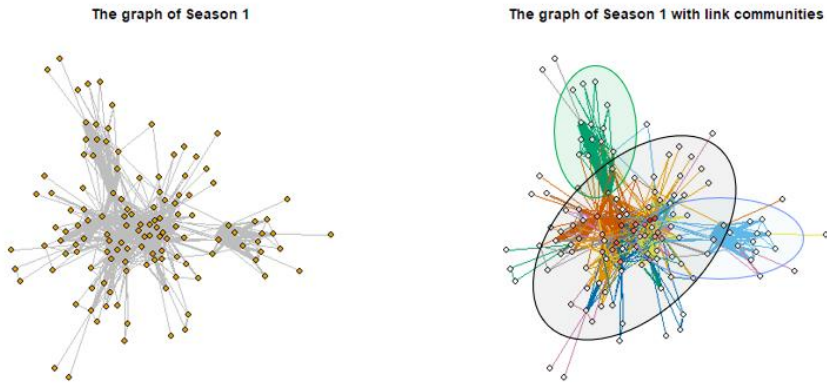 The graph of Season 1
The graph of Season 1 with link communities